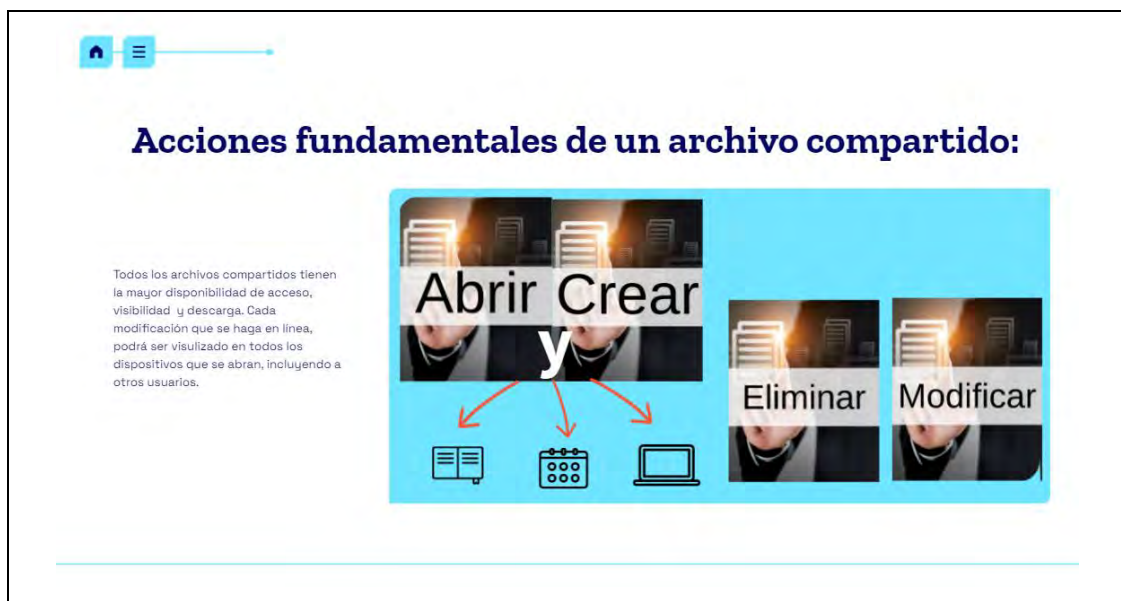 Acciones fundamentales de un archivo compartido:
Todos los archivos compartidos tienen
la mayor disponibilidad de acceso,
visibilidad y descarga. Cada
modificación que se haga en línea,
podrá ser visulizado en todos los
dispositivos que se abran, incluyendo a
otros usuarios.
Abrir Crear
y
Eliminar
Modificar